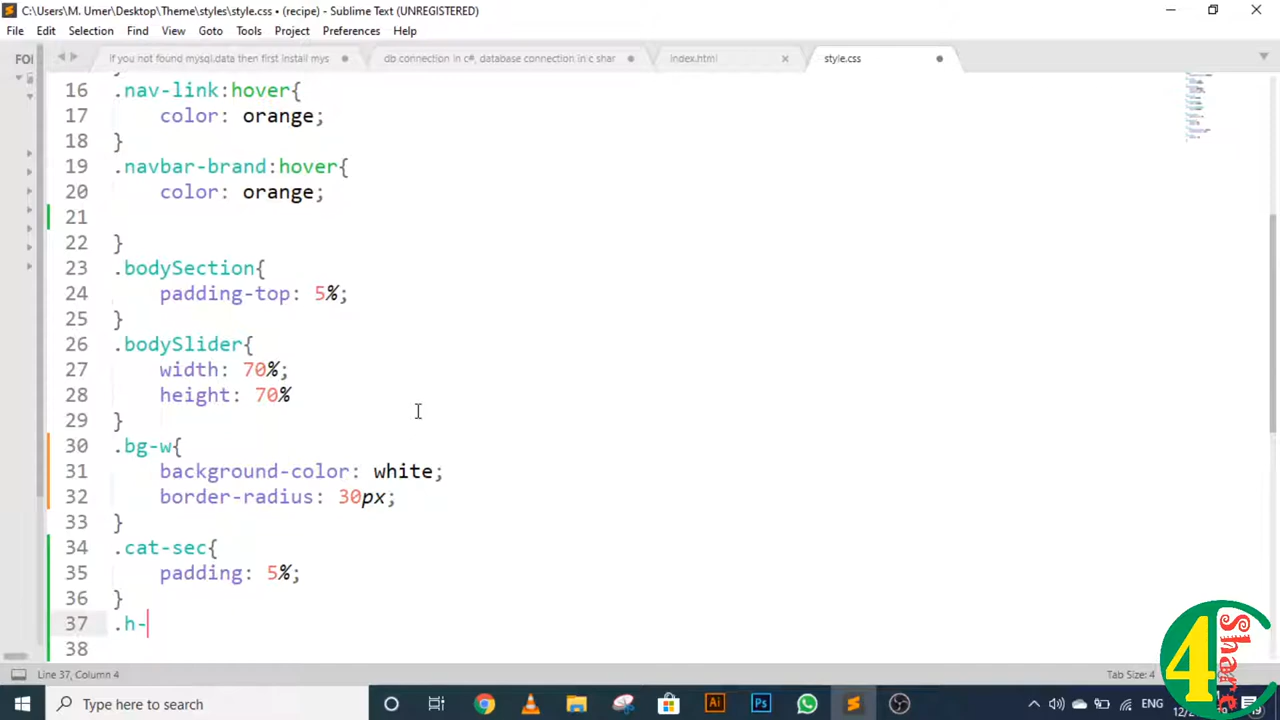 C:\Users\M. Umer\Desktop\Theme\styles\style.css • (recipe) - Sublime Text (UNREGISTERED)
File Edit Selection Find View Goto Tools Project Preferences Help
FOI
If you not found mysql.data then first install mys
db connection in c#, database connection in c shar
index.html
style.css
16 .nav-link:hover{
17 color: orange;
18 }
19 .navbar-brand:hover{
20 color: orange;
21
22 }
23 .bodySection{
24 padding-top: 5%;
25 }
26 .bodySlider{
27 width: 70%;
28 height: 70%
29 }
30 .bg-w{
31 background-color: white;
32 border-radius: 30px;
33 }
34 .cat-sec{
35 padding: 5%;
36 }
37 .h-
38
Line 37, Column 4
Tab Size: 4
4 Share
Type here to search
Ai
Ps
ENG